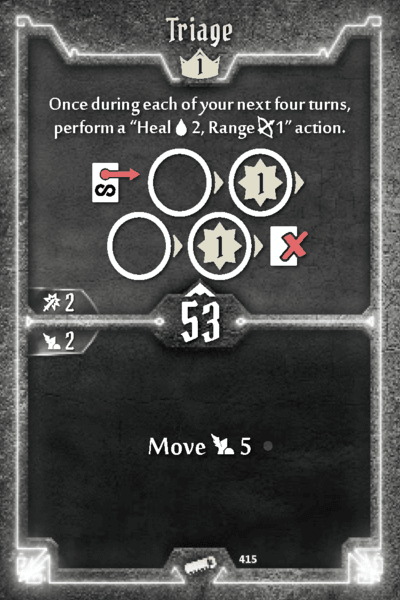 Triage
1
Once during each of your next four turns,
perform a “Heal 2, Range 1” action.
S 1
1
2
53
2
Move 5
415